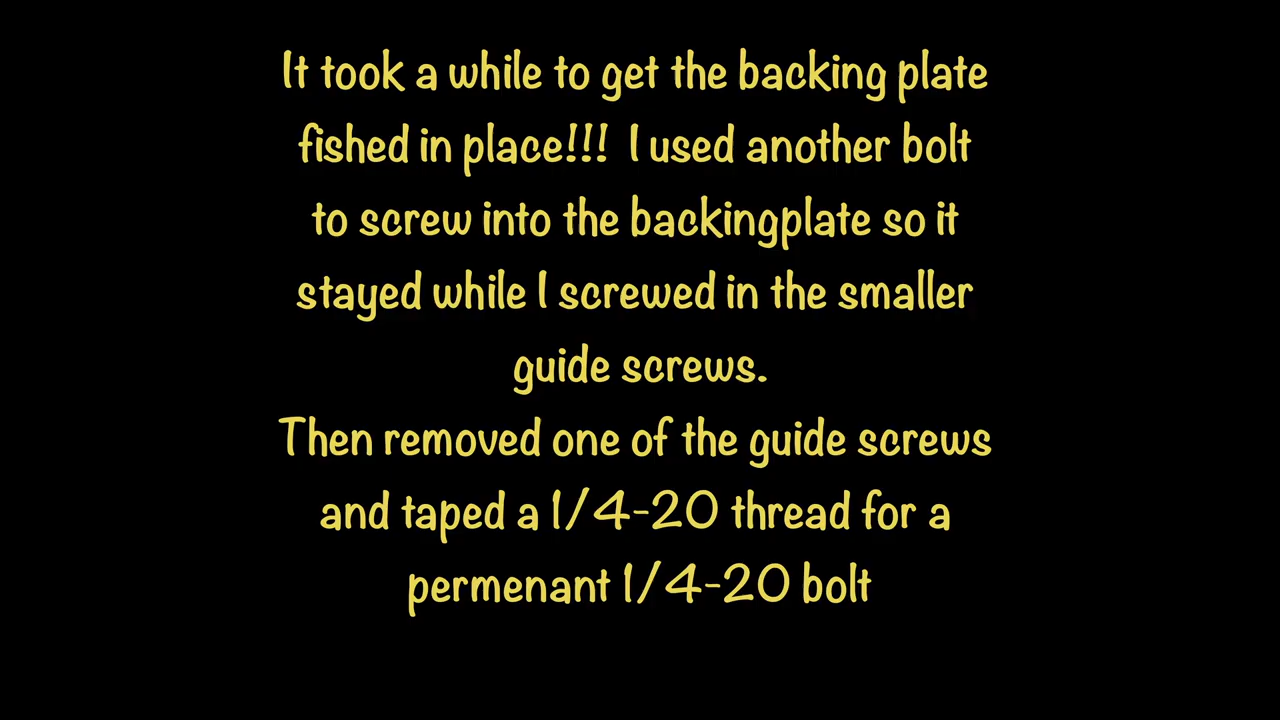 It took a while to get the backing plate
fished in place!!!  I used another bolt
to screw into the backingplate so it
stayed while I screwed in the smaller
guide screws.
Then removed one of the guide screws
and taped a 1/4-20 thread for a
permenant 1/4-20 bolt